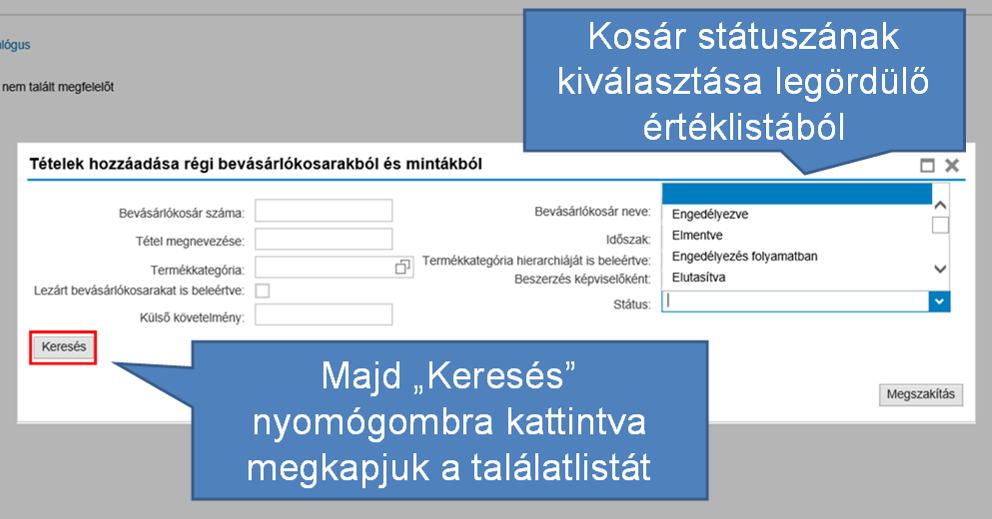 Kosár státuszának
kiválasztása legördülő
értéklistából
nem talált megfelelőt
Tételek hozzáadása régi bevásárlókosarakból és mintákból
Bevásárlókosár száma:
Tétel megnevezése:
Termékkategória:
Lezárt bevásárlókosarakat is beleértve:
Külső követelmény:
Bevásárlókosár neve:
Időszak:
Termékkategória hierarchiáját is beleértve:
Beszerzés képviselőként:
Státus:
Engedélyezve
Elmentve
Engedélyezés folyamatban
Elutasítva
Keresés
Majd „Keresés”
nyomógombra kattintva
megkapjuk a találatlistát
Megszakítás